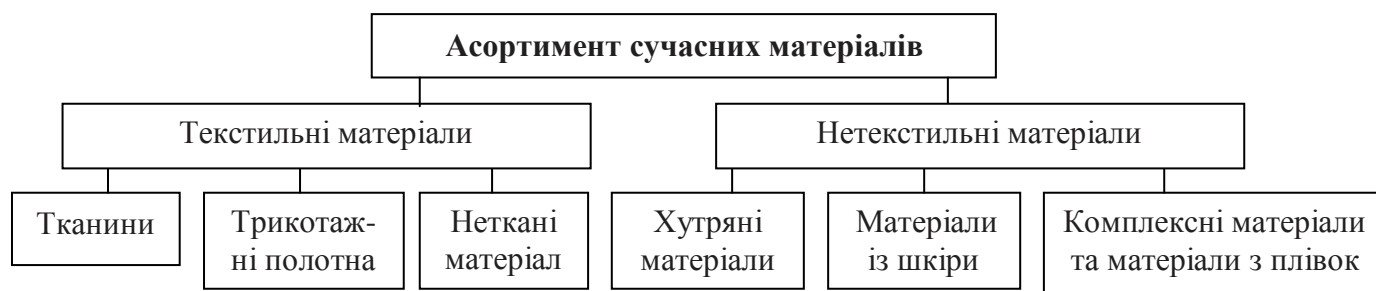 Асортимент сучасних матеріалів
Текстильні матеріали
Нетекстильні матеріали
Тканини
Трикотаж-
ні полотна
Неткані
матеріал
Хутряні
матеріали
Матеріали
із шкіри
Комплексні матеріали
та матеріали з плівок